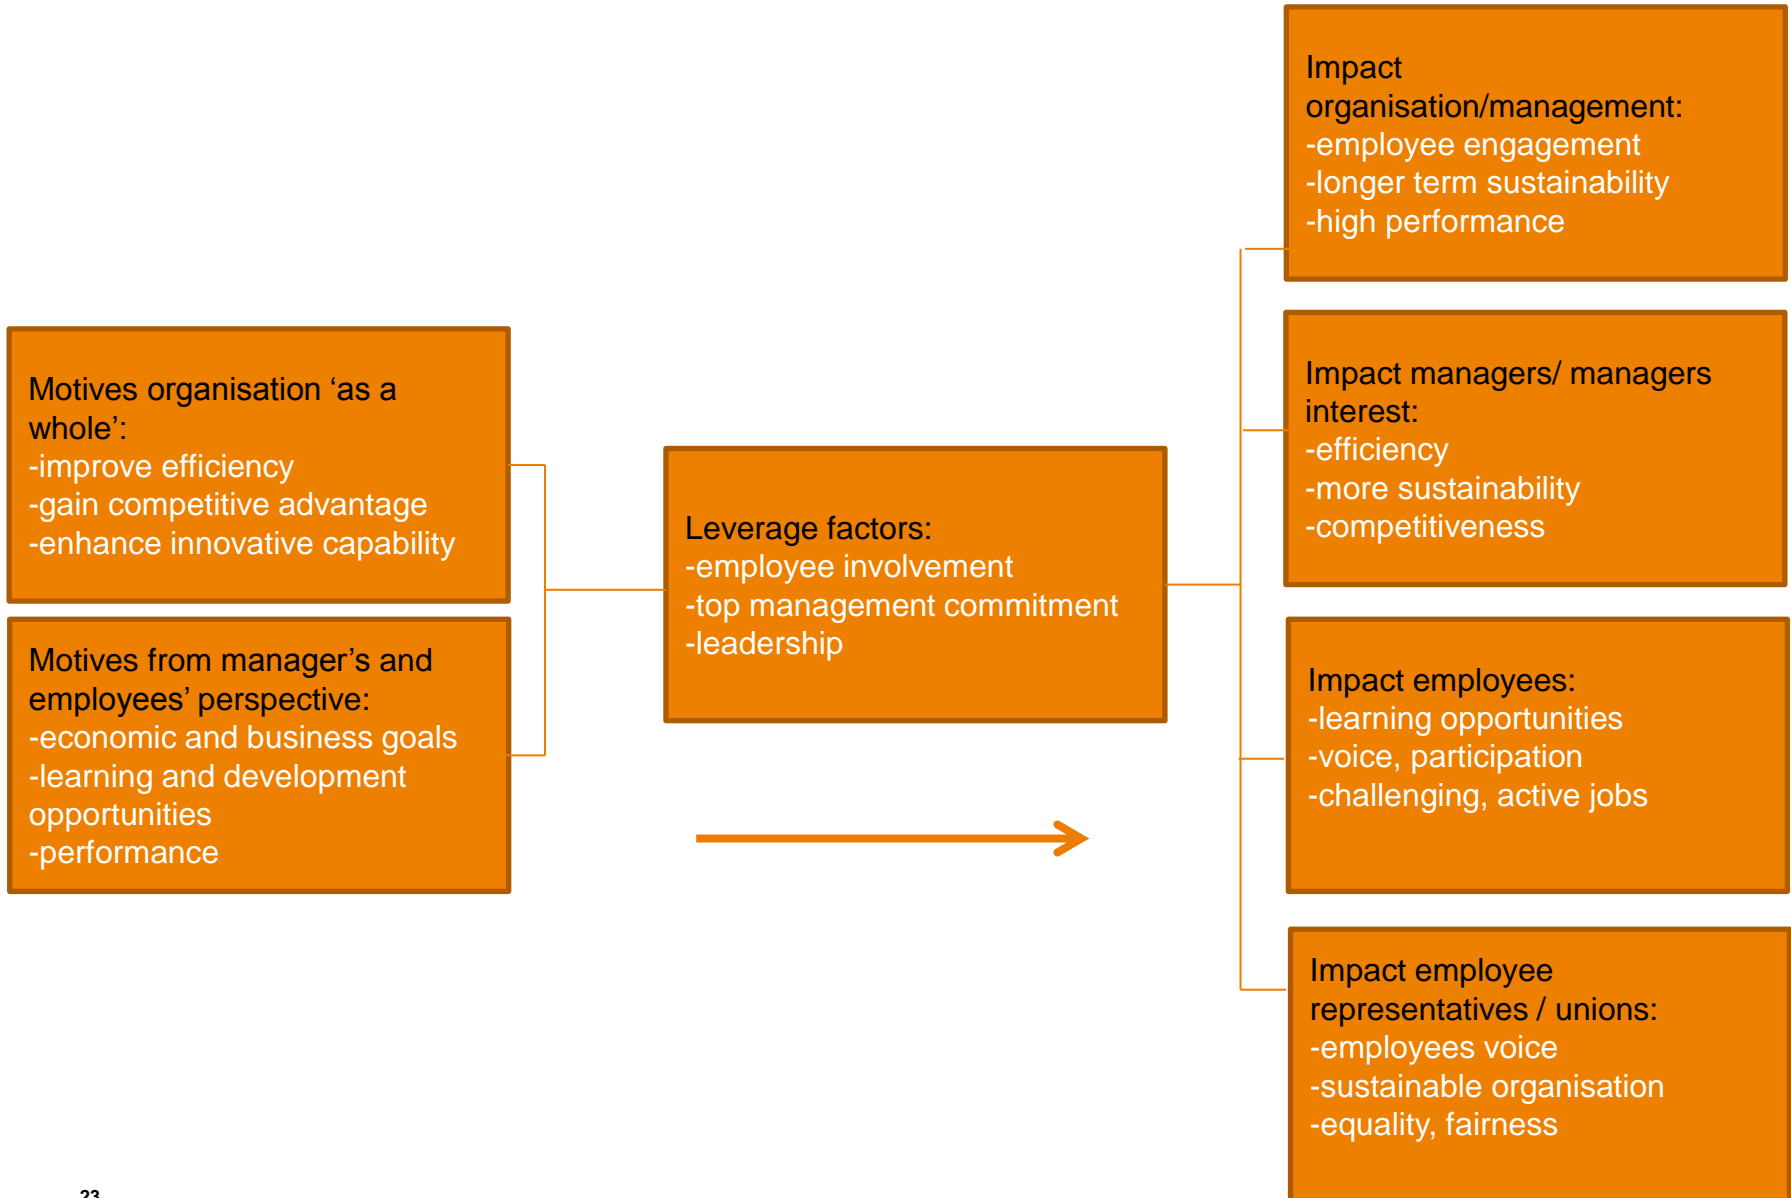 Motives organisation ‘as a
whole’:
-improve efficiency
-gain competitive advantage
-enhance innovative capability
Motives from manager’s and
employees’ perspective:
-economic and business goals
-learning and development
opportunities
-performance
Leverage factors:
-employee involvement
-top management commitment
-leadership
Impact
organisation/management:
-employee engagement
-longer term sustainability
-high performance
Impact managers/ managers
interest:
-efficiency
-more sustainability
-competitiveness
Impact employees:
-learning opportunities
-voice, participation
-challenging, active jobs
Impact employee
representatives / unions:
-employees voice
-sustainable organisation
-equality, fairness
23